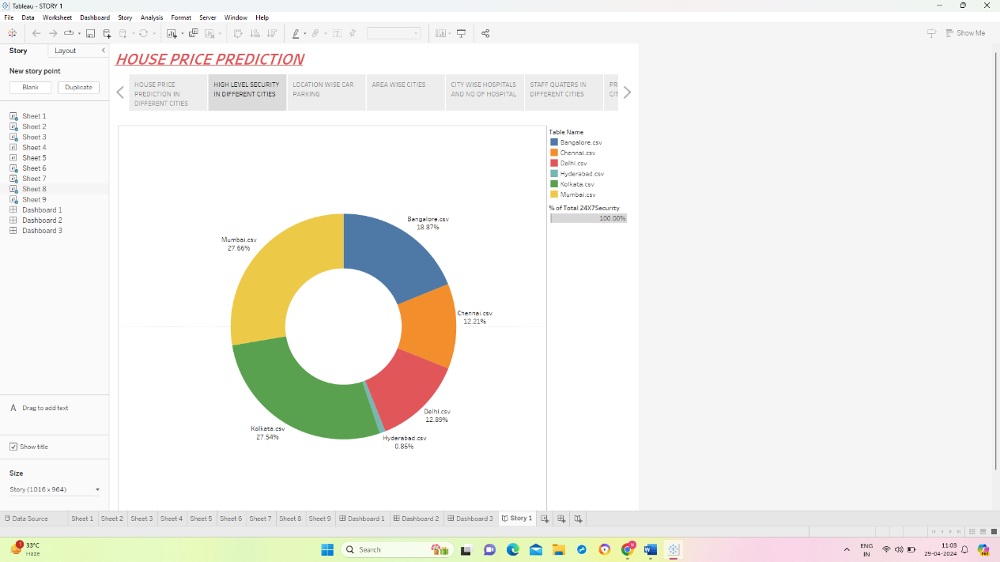 Tableau - STORY 1
File Data Worksheet Dashboard Story Analysis Format Server Window Help
Show Me
Story Layout
New story point
Blank Duplicate
Sheet 1
Sheet 2
Sheet 3
Sheet 4
Sheet 5
Sheet 6
Sheet 7
Sheet 8
Sheet 9
Dashboard 1
Dashboard 2
Dashboard 3
A Drag to add text
Show title
Size
Story (1016 x 964)
HOUSE PRICE PREDICTION
HOUSE PRICE
PREDICTION IN
DIFFERENT CITIES
HIGH LEVEL SECURITY
IN DIFFERENT CITIES
LOCATION WISE CAR
PARKING
AREA WISE CITIES
CITY WISE HOSPITALS
AND NO OF HOSPITAL
STAFF QUATERS IN
DIFFERENT CITIES
PR
CIT
Bangalore.csv
18.87%
Mumbai.csv
27.66%
Chennai.csv
12.21%
Delhi.csv
12.89%
Kolkata.csv
27.54%
Hyderabad.csv
0.85%
Table Name
Bangalore.csv
Chennai.csv
Delhi.csv
Hyderabad.csv
Kolkata.csv
Mumbai.csv
% of Total 24X7Security
100.00%
Data Source Sheet 1 Sheet 2 Sheet 3 Sheet 4 Sheet 5 Sheet 6 Sheet 7 Sheet 8 Sheet 9 Dashboard 1 Dashboard 2 Dashboard 3 Story 1
1
33°C
Haze
Search
N
ENG
IN
11:03
29-04-2024